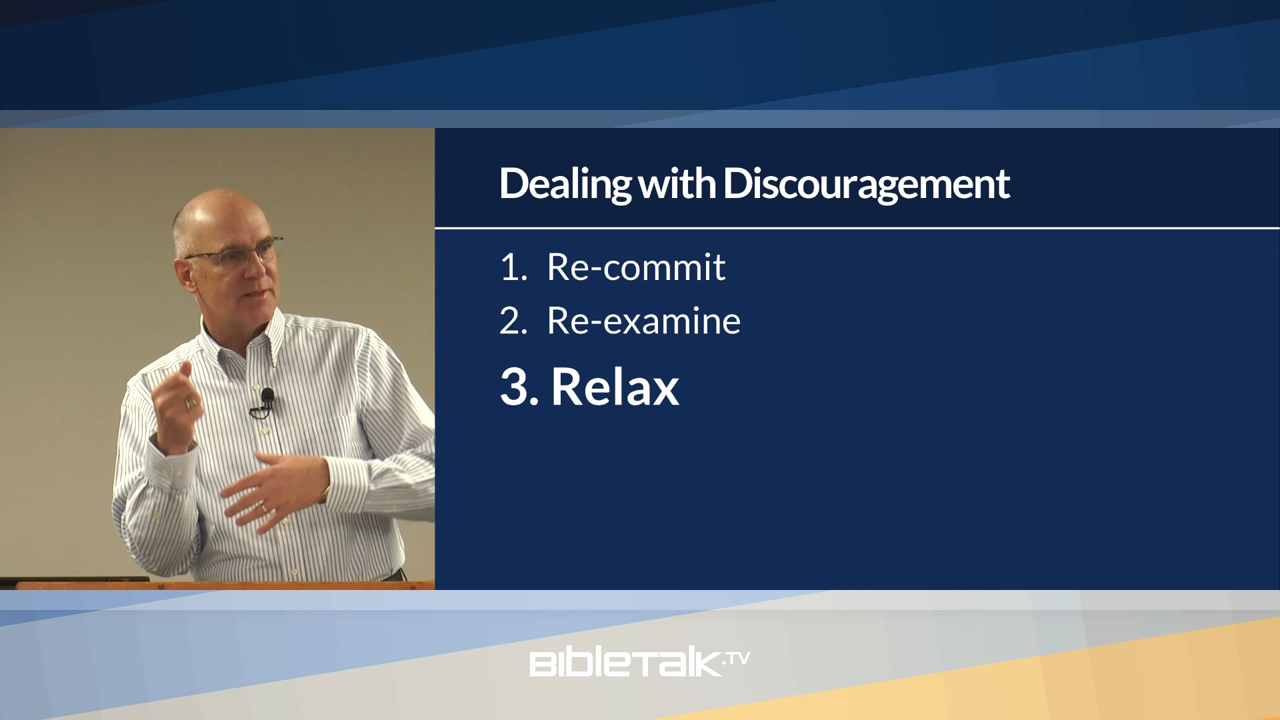 Dealing with Discouragement
1. Re-commit
2. Re-examine
3. Relax
BibleTalk.TV